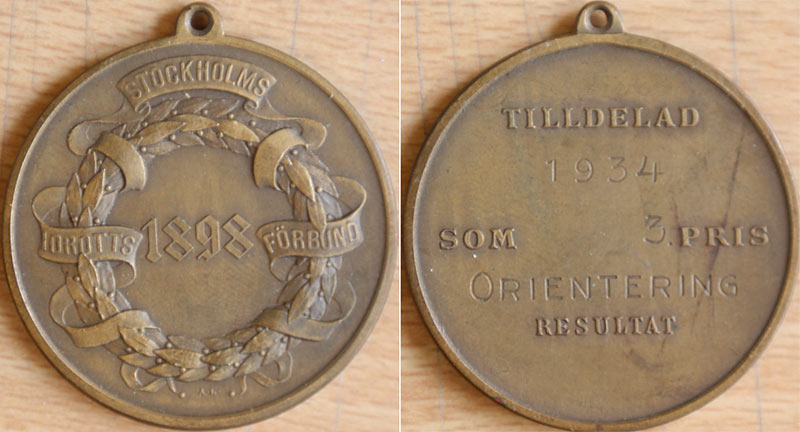 STOCKHOLMS
IDROTTS 1898 FÖRBUND
TILLDELAD
1934
SOM 3. PRIS
ORIENTERING
RESULTAT